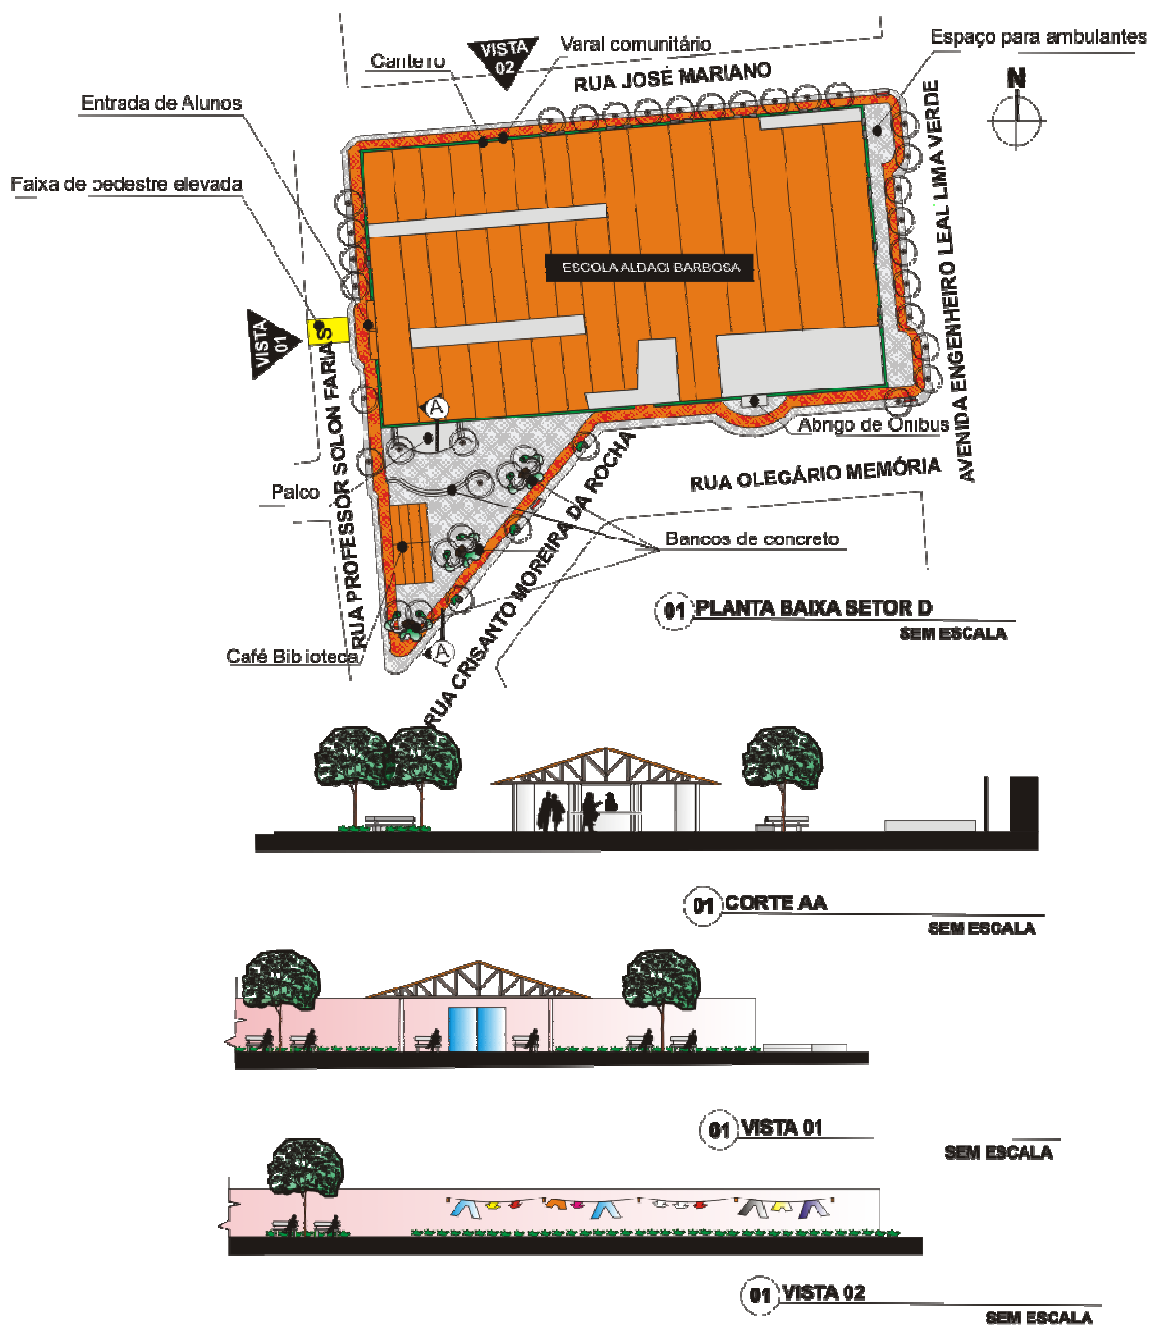 VISTA
02
Canteiro
Varal comunitário
Espaço para ambulantes
RUA JOSÉ MARIANO
N
Entrada de Alunos
Faixa de pedestre elevada
AVENIDA ENGENHEIRO LEAL LIMA VERDE
ESCOLA ALDACI BARBOSA
VISTA
01
RUA PROFESSOR SOLON FARIAS
A
Abrigo de Ônibus
RUA OLEGÁRIO MEMÓRIA
Palco
RUA CRISANTO MOREIRA DA ROCHA
Bancos de concreto
01 PLANTA BAIXA SETOR D
SEM ESCALA
Café Biblioteca
A
01 CORTE AA
SEM ESCALA
01 VISTA 01
SEM ESCALA
01 VISTA 02
SEM ESCALA